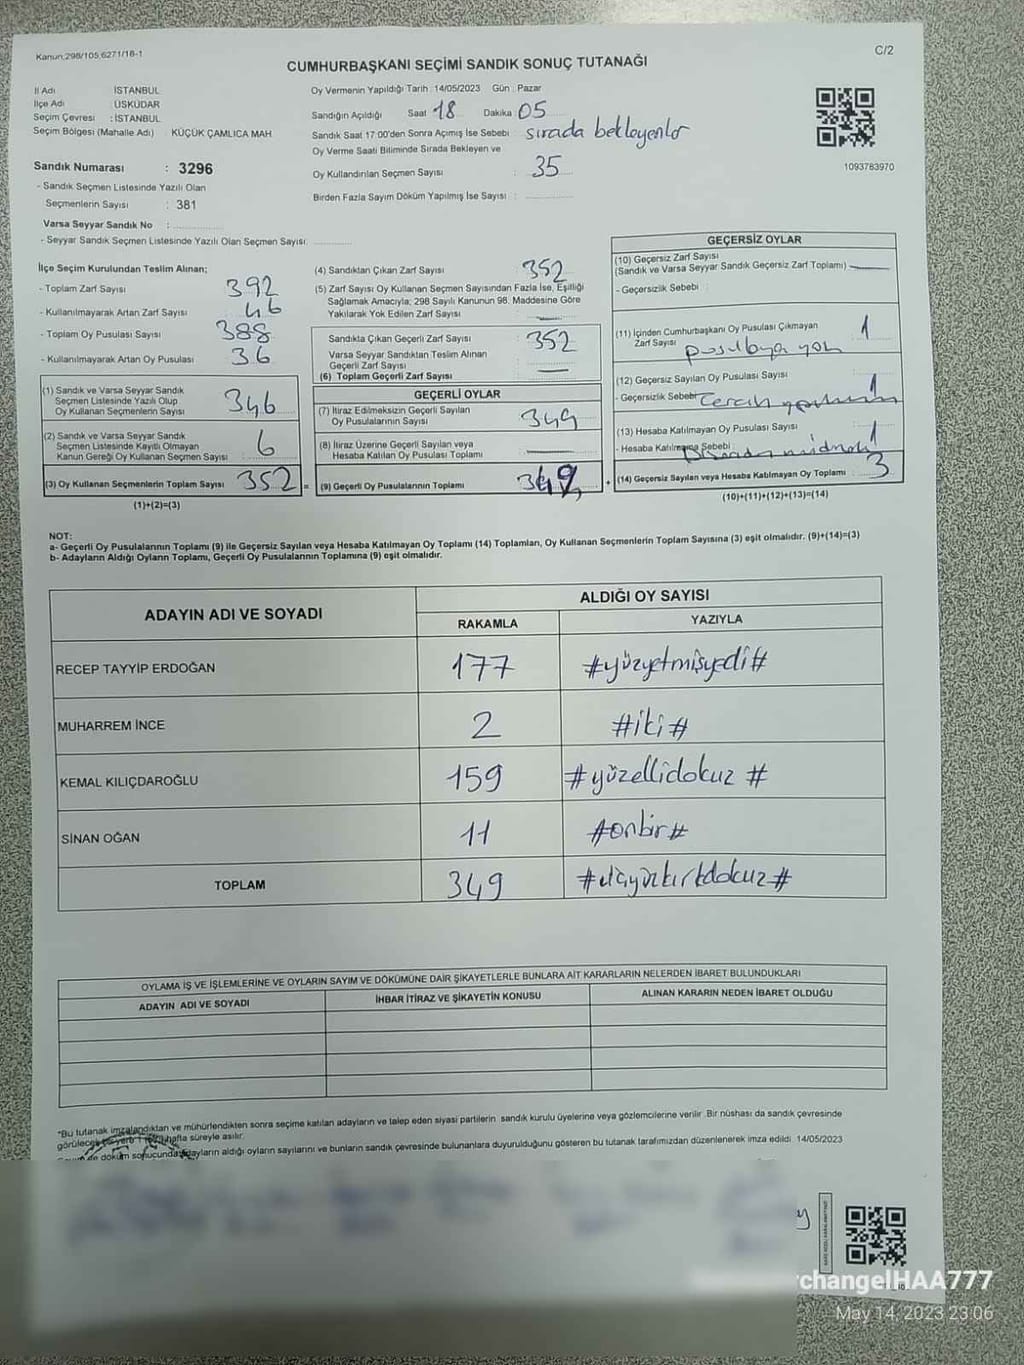 Kanun,298/105,6271/18-1
C/2
CUMHURBAŞKANI SEÇİMİ SANDIK SONUÇ TUTANAĞI
İl Adı İSTANBUL
İlçe Adı : ÜSKÜDAR
Seçim Çevresi : İSTANBUL
Seçim Bölgesi (Mahalle Adı) KÜÇÜK ÇAMLICA MAH
Sandık Numarası : 3296
- Sandık Seçmen Listesinde Yazılı Olan
Seçmenlerin Sayısı : 381
Varsa Seyyar Sandık No :
- Seyyar Sandık Seçmen Listesinde Yazılı Olan Seçmen Sayısı
Oy Vermenin Yapıldığı Tarih : 14/05/2023 Gün : Pazar
Sandığın Açıldığı Saat 18 Dakika 05
Sandık Saat 17:00'den Sonra Açımış İse Sebebi : sırada bekleyenler
Oy Verme Saati Bitiminde Sırada Bekleyen ve
Oy Kullandırılan Seçmen Sayısı : 35
Birden Fazla Sayım Döküm Yapılmış İse Sayısı :
1093783970
İlçe Seçim Kurulundan Teslim Alınan;
- Toplam Zarf Sayısı 392
- Kullanılmayarak Artan Zarf Sayısı 46
- Toplam Oy Pusulası Sayısı 388
- Kullanılmayarak Artan Oy Pusulası 36
(1) Sandık ve Varsa Seyyar Sandık
Seçmen Listesinde Yazılı Olup
Oy Kullanan Seçmenlerin Sayısı 346
(2) Sandık ve Varsa Seyyar Sandık
Seçmen Listesinde Kayıtlı Olmayan
Kanun Gereği Oy Kullanan Seçmen Sayısı : 6
(3) Oy Kullanan Seçmenlerin Toplam Sayısı 352 =
(1)+(2)=(3)
(4) Sandıktan Çıkan Zarf Sayısı 352
(5) Zarf Sayısı Oy Kullanan Seçmen Sayısından Fazla İse, Eşitliği
Sağlamak Amacıyla; 298 Sayılı Kanunun 98. Maddesine Göre
Yakılarak Yok Edilen Zarf Sayısı
Sandıkta Çıkan Geçerli Zarf Sayısı : 352
Varsa Seyyar Sandıktan Teslim Alınan
Geçerli Zarf Sayısı
(6) Toplam Geçerli Zarf Sayısı
GEÇERLİ OYLAR
(7) İtiraz Edilmeksizin Geçerli Sayılan
Oy Pusulalarının Sayısı 349
(8) İtiraz Üzerine Geçerli Sayılan veya
Hesaba Katılan Oy Pusulası Toplamı
(9) Geçerli Oy Pusulalarının Toplamı 349 +
GEÇERSİZ OYLAR
(10) Geçersiz Zarf Sayısı
(Sandık ve Varsa Seyyar Sandık Geçersiz Zarf Toplamı)
- Geçersizlik Sebebi :
(11) İçinden Cumhurbaşkanı Oy Pusulası Çıkmayan
Zarf Sayısı 1
(12) Geçersiz Sayılan Oy Pusulası Sayısı 1
- Geçersizlik Sebebi
(13) Hesaba Katılmayan Oy Pusulası Sayısı 1
- Hesaba Katılmama Sebebi
(14) Geçersiz Sayılan veya Hesaba Katılmayan Oy Toplamı : 3
(10)+(11)+(12)+(13)=(14)
NOT:
a- Geçerli Oy Pusulalarının Toplamı (9) ile Geçersiz Sayılan veya Hesaba Katılmayan Oy Toplamı (14) Toplamları, Oy Kullanan Seçmenlerin Toplam Sayısına (3) eşit olmalıdır. (9)+(14)=(3)
b- Adayların Aldığı Oyların Toplamı, Geçerli Oy Pusulalarının Toplamına (9) eşit olmalıdır.
ADAYIN ADI VE SOYADI
ALDIĞI OY SAYISI
RAKAMLA YAZIYLA
RECEP TAYYİP ERDOĞAN 177 #yüzyetmişyedi#
MUHARREM İNCE 2 #iki#
KEMAL KILIÇDAROĞLU 159 #yüzellidokuz #
SİNAN OĞAN 11 #onbir#
TOPLAM 349 #üçyüzkırkdokuz#
OYLAMA İŞ VE İŞLEMLERİNE VE OYLARIN SAYIM VE DÖKÜMÜNE DAİR ŞİKAYETLERLE BUNLARA AİT KARARLARIN NELERDEN İBARET BULUNDUKLARI
ADAYIN ADI VE SOYADI İHBAR İTİRAZ VE ŞİKAYETİN KONUSU ALINAN KARARIN NEDEN İBARET OLDUĞU
"Bu tutanak imzalandıktan ve mühürlendikten sonra seçime katılan adayların ve talep eden siyasi partilerin sandık kurulu üyelerine veya gözlemcilerine verilir. Bir nüshası da sandık çevresinde
görülecek bir yere 1 hafta süreyle asılır.
döküm sonucunda adayların aldığı oyların sayılarını ve bunların sandık çevresinde bulunanlara duyurulduğunu gösteren bu tutanak tarafımızdan düzenlenerek imza edildi. 14/05/2023
changelHAA777
May 14, 2023 23:06